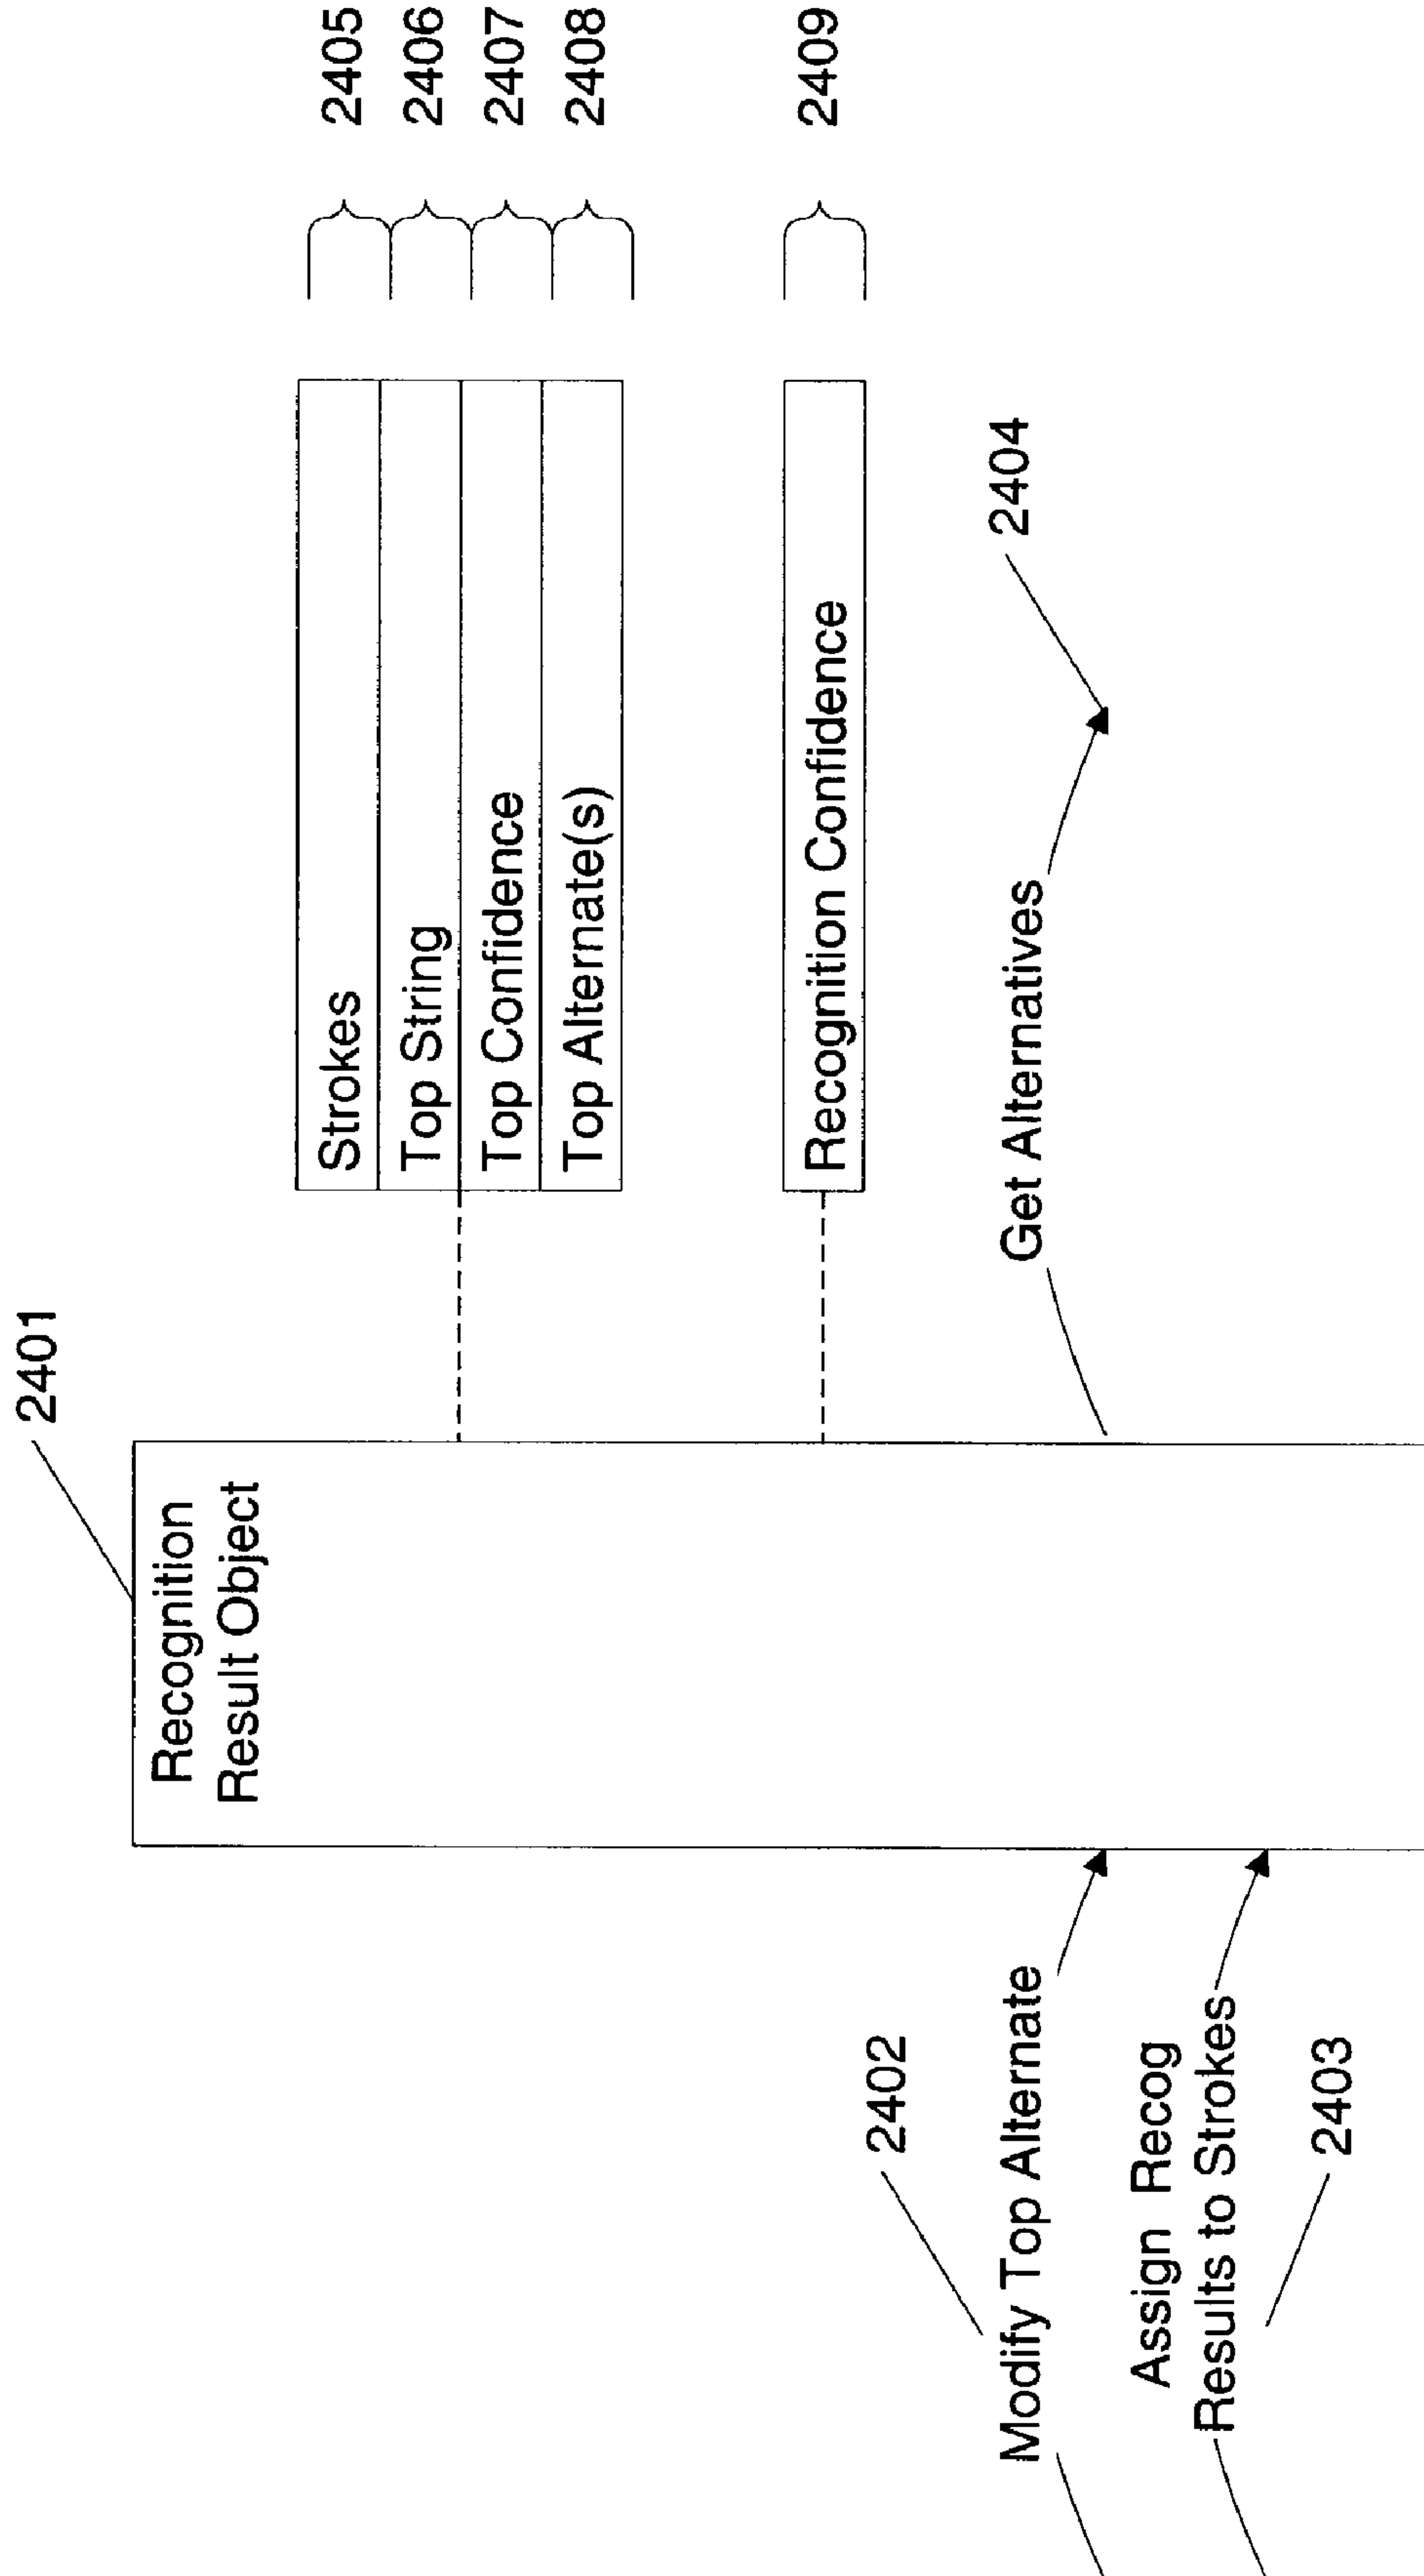 2401
Recognition
Result Object
Strokes
2405
Top String
2406
Top Confidence
2407
Top Alternate(s)
2408
Recognition Confidence
2409
2402
Modify Top Alternate
Get Alternatives
2404
Assign Recog
Results to Strokes
2403